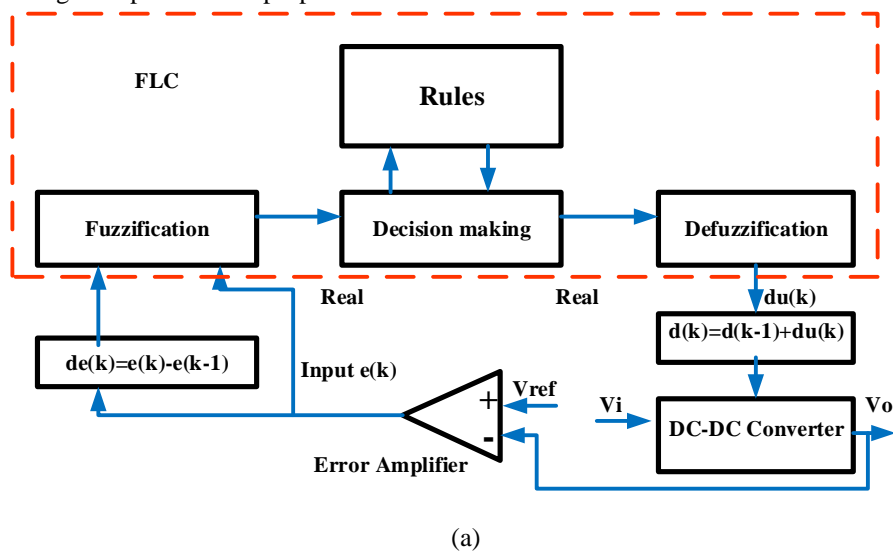 FLC
Rules
Fuzzification
Decision making
Defuzzification
Real
Real
du(k)
de(k)=e(k)-e(k-1)
Input e(k)
d(k)=d(k-1)+du(k)
Vref
Vi
Vo
+
-
DC-DC Converter
Error Amplifier
(a)